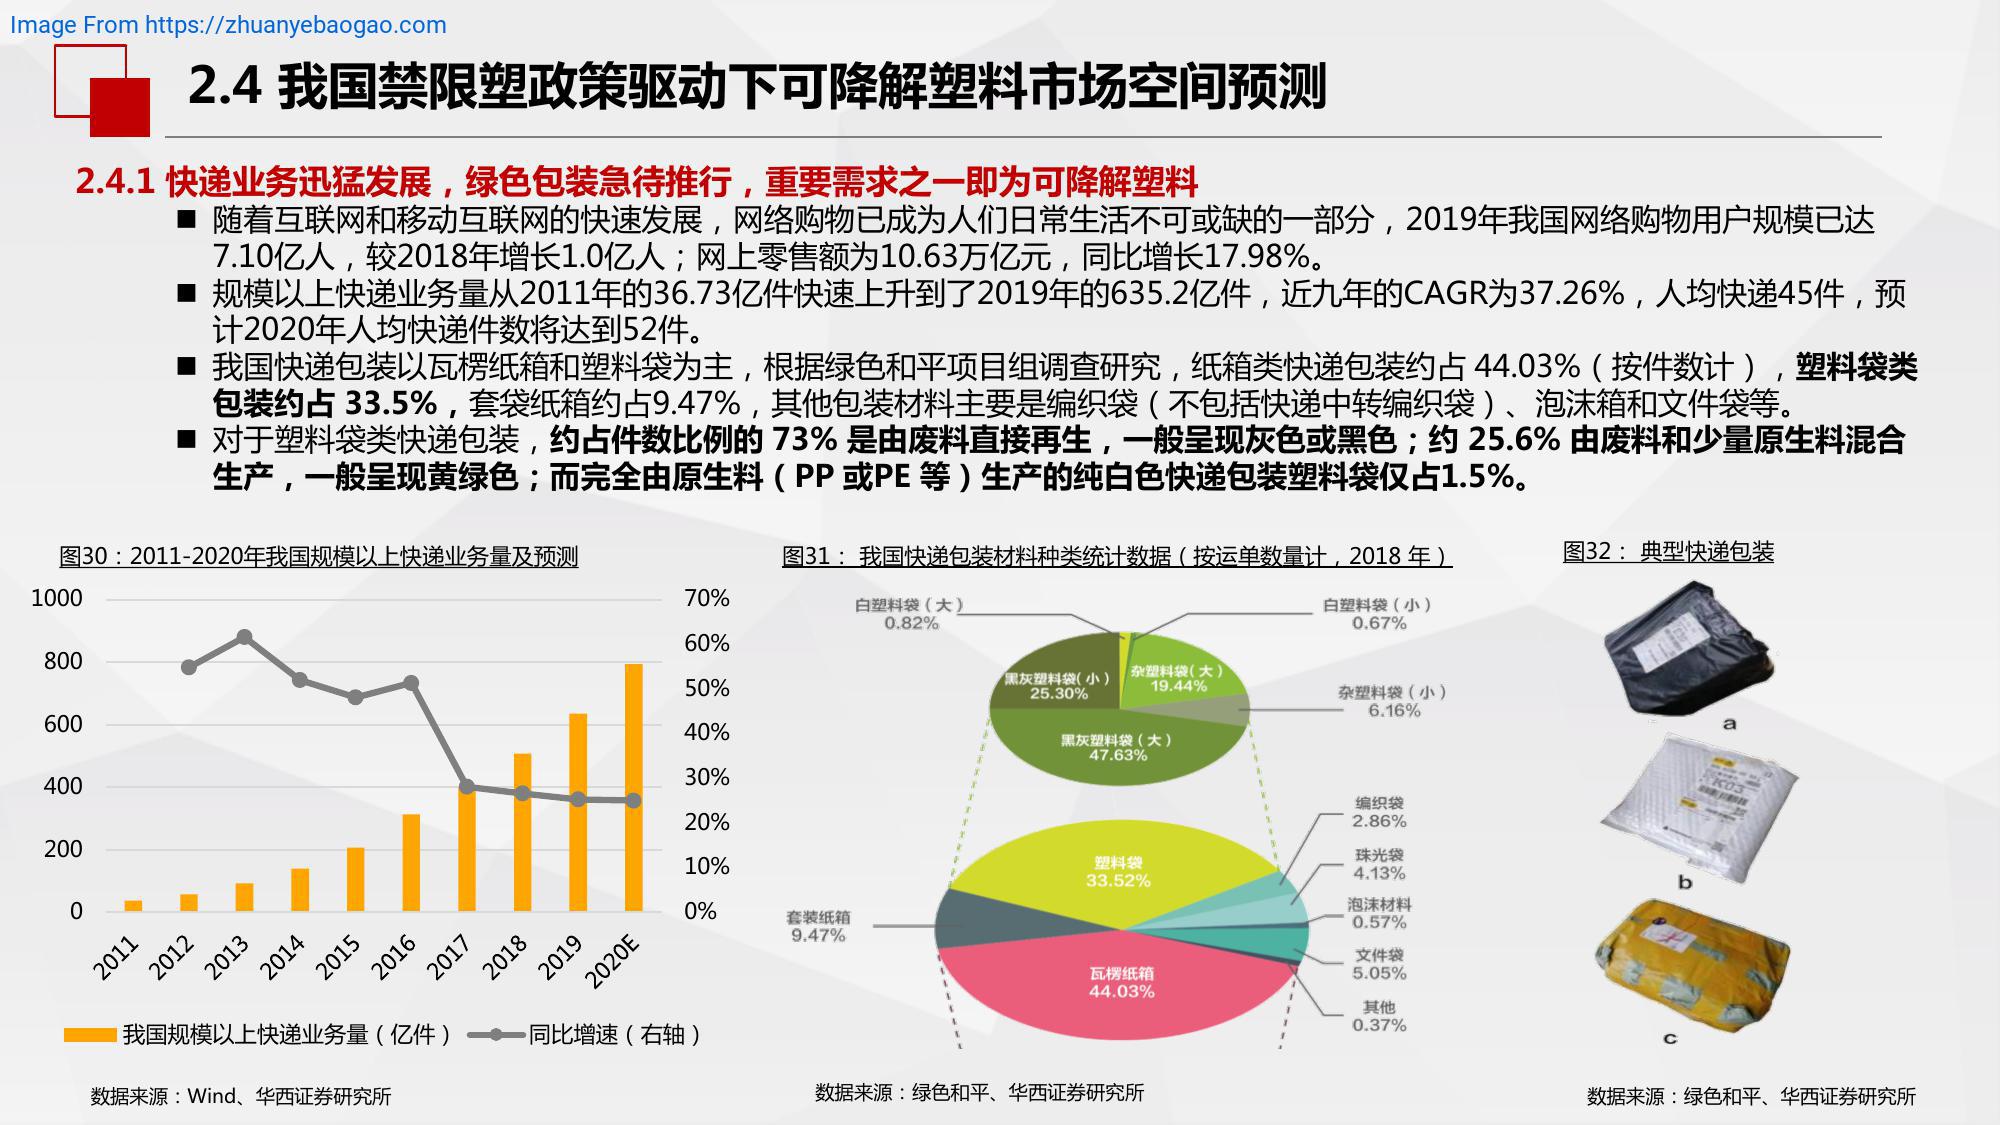 Image From https://zhuanyebaogao.com
2.4 我国禁限塑政策驱动下可降解塑料市场空间预测
2.4.1 快递业务迅猛发展，绿色包装急待推行，重要需求之一即为可降解塑料
■ 随着互联网和移动互联网的快速发展，网络购物已成为人们日常生活不可或缺的一部分，2019年我国网络购物用户规模已达
7.10亿人，较2018年增长1.0亿人；网上零售额为10.63万亿元，同比增长17.98%。
■ 规模以上快递业务量从2011年的36.73亿件快速上升到了2019年的635.2亿件，近九年的CAGR为37.26%，人均快递45件，预
计2020年人均快递件数将达到52件。
■ 我国快递包装以瓦楞纸箱和塑料袋为主，根据绿色和平项目组调查研究，纸箱类快递包装约占 44.03%（按件数计），塑料袋类
包装约占 33.5%，套袋纸箱约占9.47%，其他包装材料主要是编织袋（不包括快递中转编织袋）、泡沫箱和文件袋等。
■ 对于塑料袋类快递包装，约占件数比例的 73% 是由废料直接再生，一般呈现灰色或黑色；约 25.6% 由废料和少量原生料混合
生产，一般呈现黄绿色；而完全由原生料（PP 或PE 等）生产的纯白色快递包装塑料袋仅占1.5%。
图30：2011-2020年我国规模以上快递业务量及预测
1000
800
600
400
200
0
70%
60%
50%
40%
30%
20%
10%
0%
2011
2012
2013
2014
2015
2016
2017
2018
2019
2020E
我国规模以上快递业务量（亿件）
同比增速（右轴）
数据来源：Wind、华西证券研究所
图31： 我国快递包装材料种类统计数据（按运单数量计，2018 年）
白塑料袋（大）
0.82%
白塑料袋（小）
0.67%
黑灰塑料袋（小）
25.30%
杂塑料袋（大）
19.44%
杂塑料袋（小）
6.16%
黑灰塑料袋（大）
47.63%
编织袋
2.86%
塑料袋
33.52%
珠光袋
4.13%
泡沫材料
0.57%
套装纸箱
9.47%
文件袋
5.05%
瓦楞纸箱
44.03%
其他
0.37%
数据来源：绿色和平、华西证券研究所
图32： 典型快递包装
a
b
c
数据来源：绿色和平、华西证券研究所